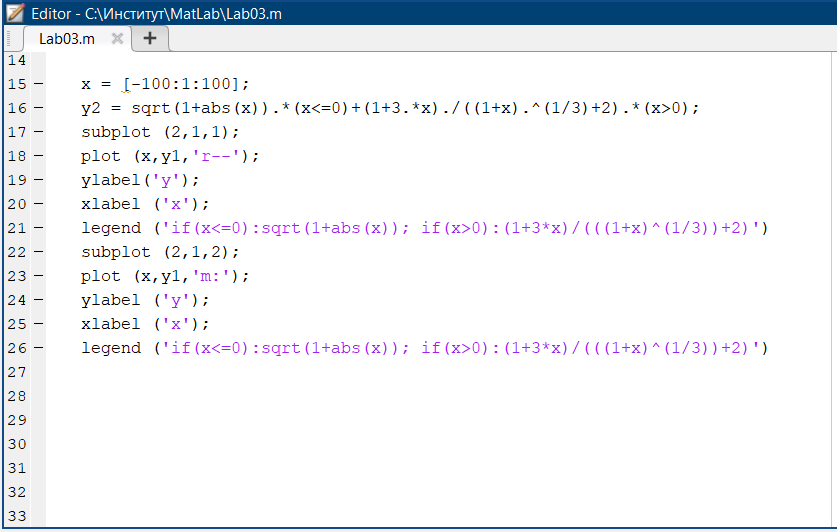 Editor - C:\Институт\MatLab\Lab03.m
Lab03.m
14
15 – x = [-100:1:100];
16 – y2 = sqrt(1+abs(x)).*(x<=0)+(1+3.*x)./((1+x).^(1/3)+2).*(x>0);
17 – subplot (2,1,1);
18 – plot (x,y1,'r--');
19 – ylabel('y');
20 – xlabel ('x');
21 – legend ('if(x<=0):sqrt(1+abs(x)); if(x>0):(1+3*x)/(((1+x)^(1/3))+2)')
22 – subplot (2,1,2);
23 – plot (x,y1,'m:');
24 – ylabel ('y');
25 – xlabel ('x');
26 – legend ('if(x<=0):sqrt(1+abs(x)); if(x>0):(1+3*x)/(((1+x)^(1/3))+2)')
27
28
29
30
31
32
33